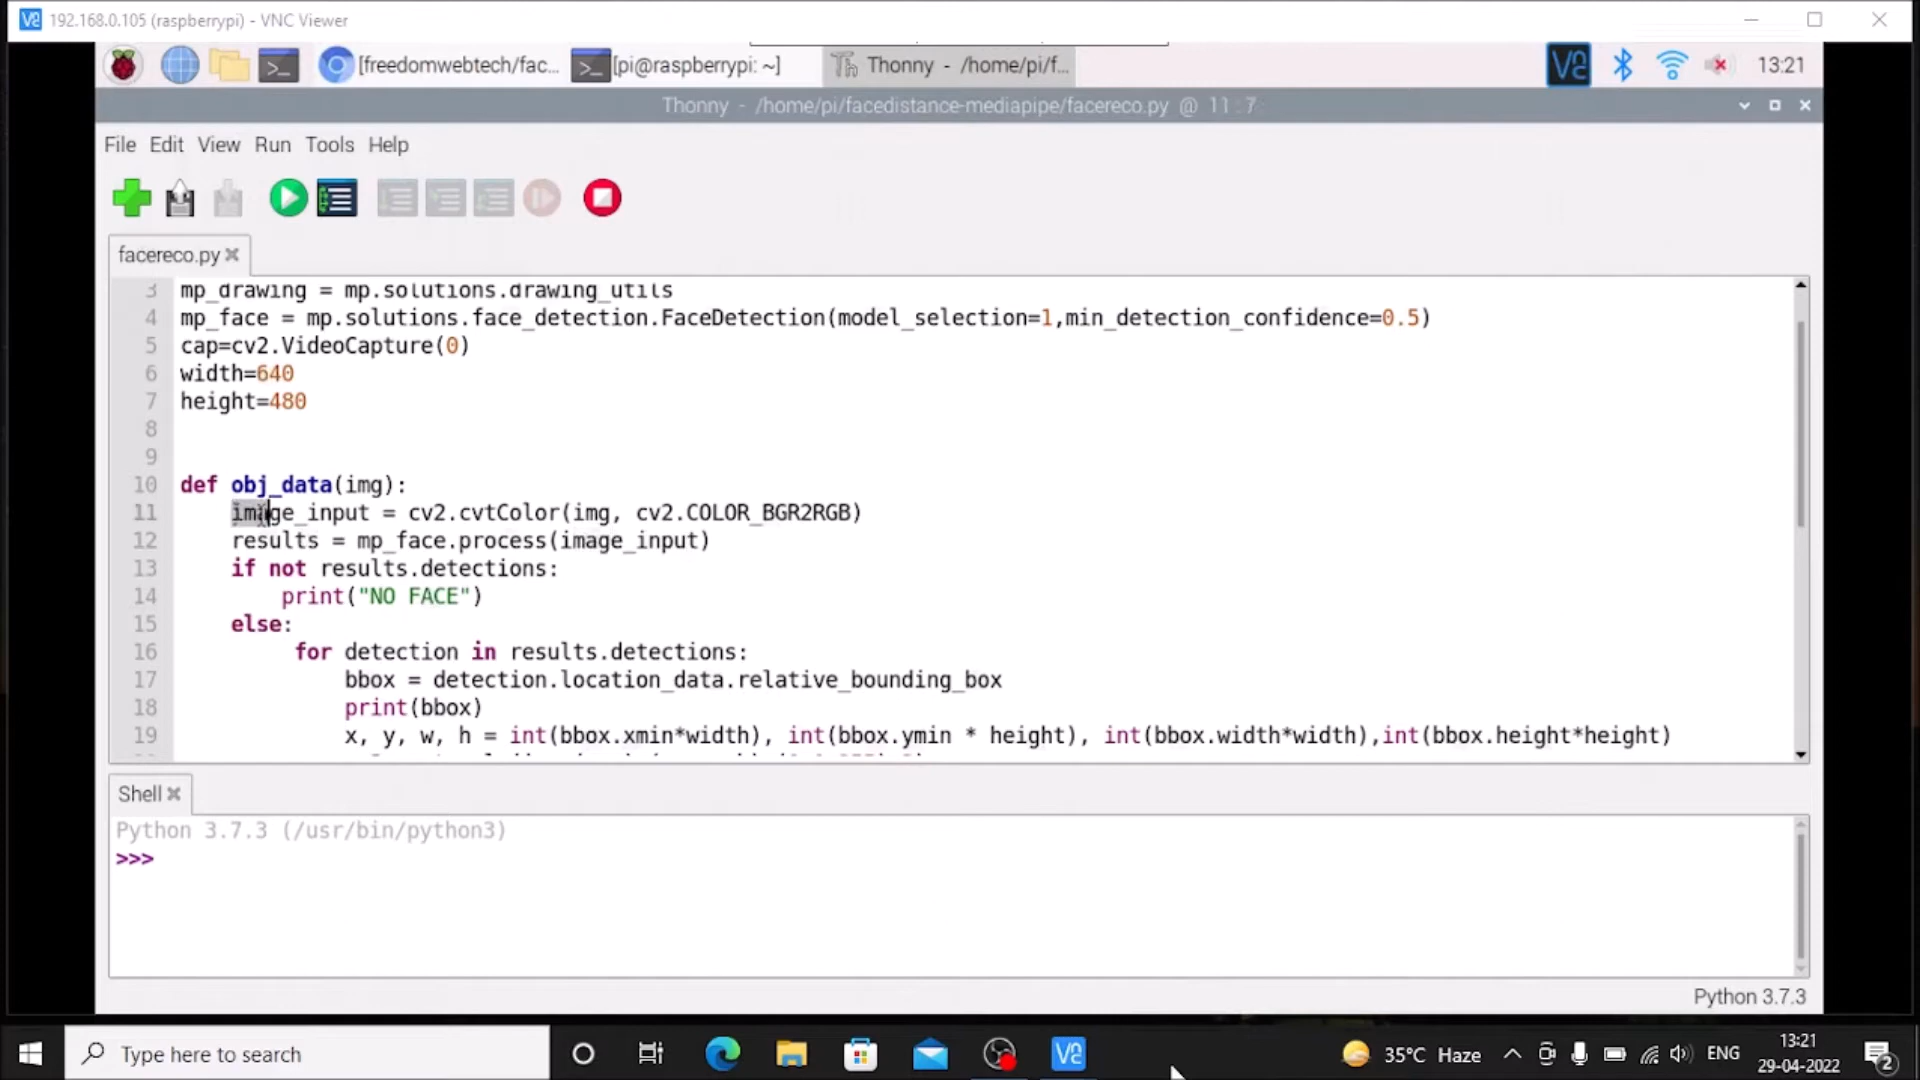 192.168.0.105 (raspberrypi) - VNC Viewer
[freedomwebtech/fac... [pi@raspberrypi: ~] Thonny - /home/pi/f... 13:21
Thonny - /home/pi/facedistance-mediapipe/facereco.py @ 11:7
File Edit View Run Tools Help
facereco.py
3 mp_drawing = mp.solutions.drawing_utils
4 mp_face = mp.solutions.face_detection.FaceDetection(model_selection=1,min_detection_confidence=0.5)
5 cap=cv2.VideoCapture(0)
6 width=640
7 height=480
8
9
10 def obj_data(img):
11 image_input = cv2.cvtColor(img, cv2.COLOR_BGR2RGB)
12 results = mp_face.process(image_input)
13 if not results.detections:
14 print("NO FACE")
15 else:
16 for detection in results.detections:
17 bbox = detection.location_data.relative_bounding_box
18 print(bbox)
19 x, y, w, h = int(bbox.xmin*width), int(bbox.ymin * height), int(bbox.width*width),int(bbox.height*height)
Shell
Python 3.7.3 (/usr/bin/python3)
>>>
Python 3.7.3
Type here to search
35°C Haze
ENG
13:21
29-04-2022
2